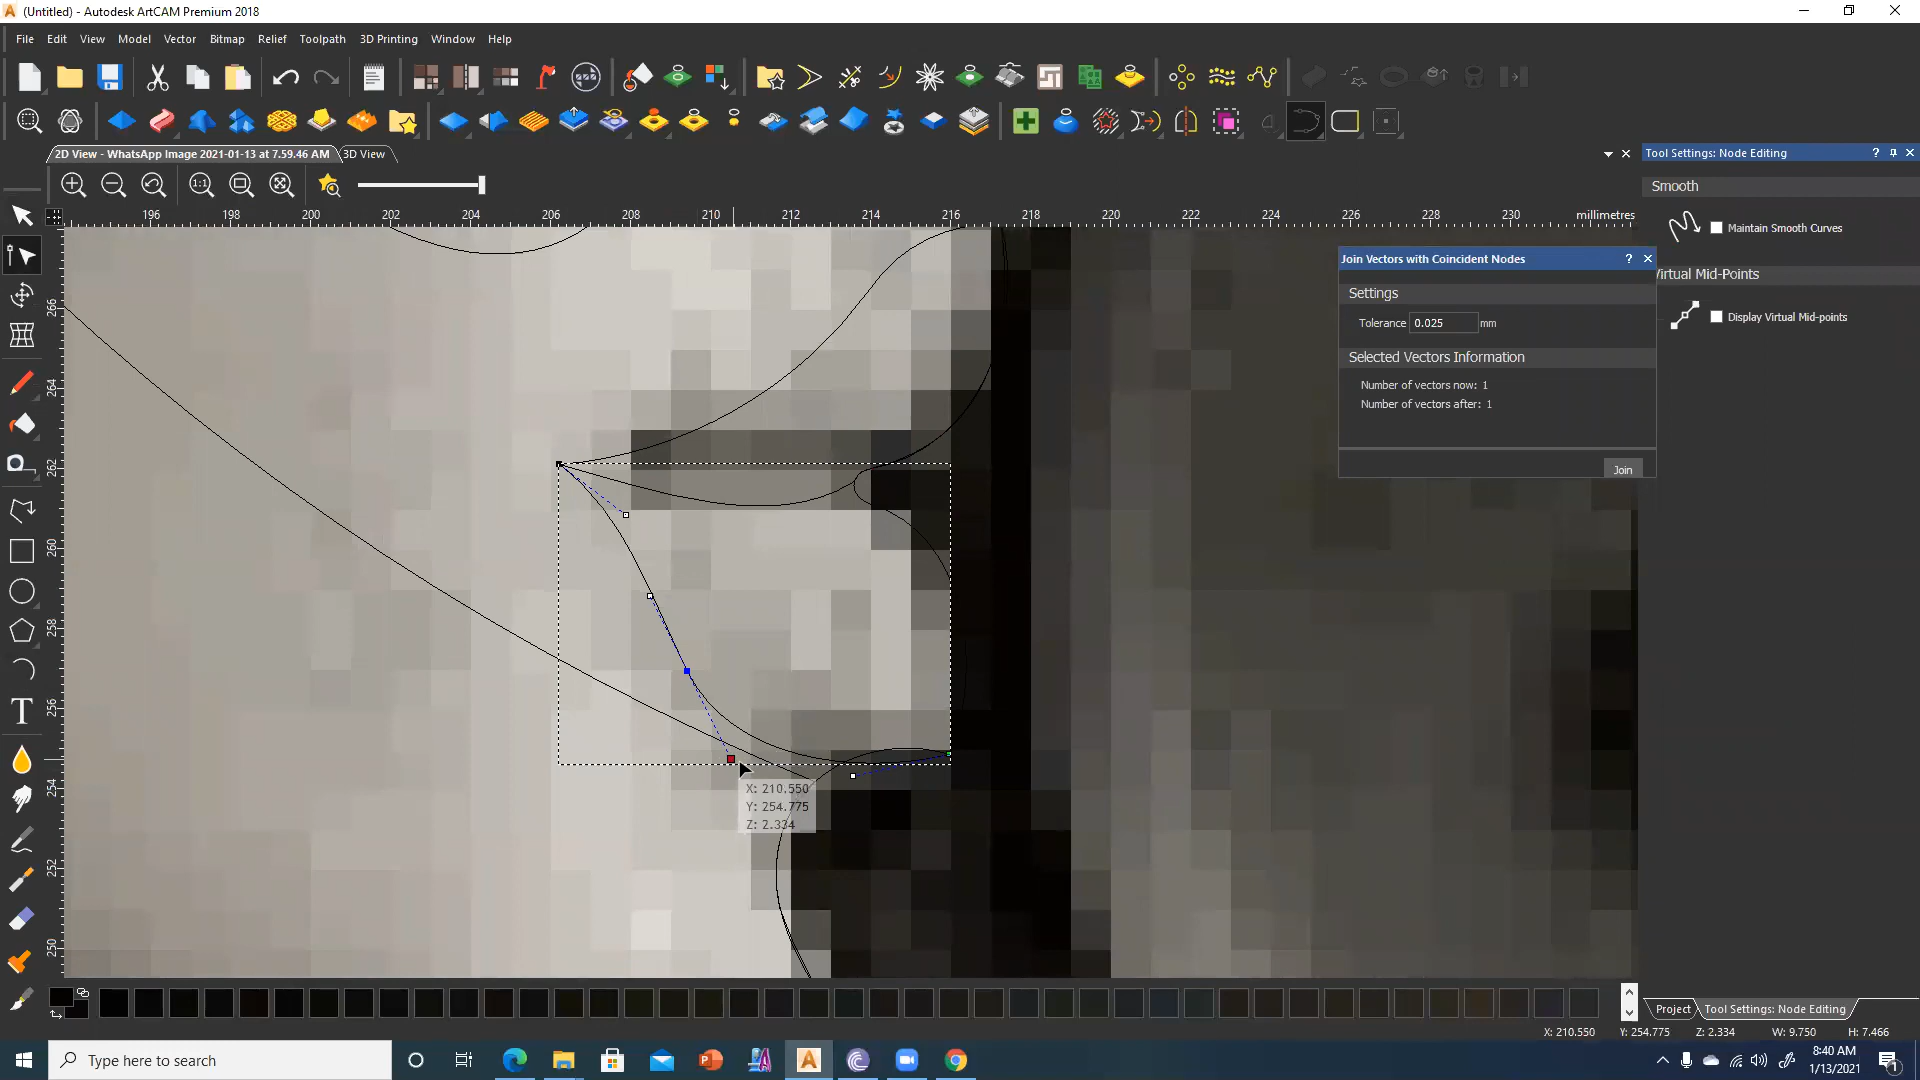 (Untitled) - Autodesk ArtCAM Premium 2018
File Edit View Model Vector Bitmap Relief Toolpath 3D Printing Window Help
2D View - WhatsApp Image 2021-01-13 at 7.59.46 AM 3D View
Tool Settings: Node Editing
Smooth
Maintain Smooth Curves
Virtual Mid-Points
Display Virtual Mid-points
1:1
196 198 200 202 204 206 208 210 212 214 216 218 220 222 224 226 228 230 millimetres
266
264
262
260
258
256
254
252
250
Join Vectors with Coincident Nodes
Settings
Tolerance 0.025 mm
Selected Vectors Information
Number of vectors now: 1
Number of vectors after: 1
Join
X: 210.550
Y: 254.775
Z: 2.334
Project Tool Settings: Node Editing
X: 210.550 Y: 254.775 Z: 2.334 W: 9.750 H: 7.466
Type here to search
8:40 AM
1/13/2021
1